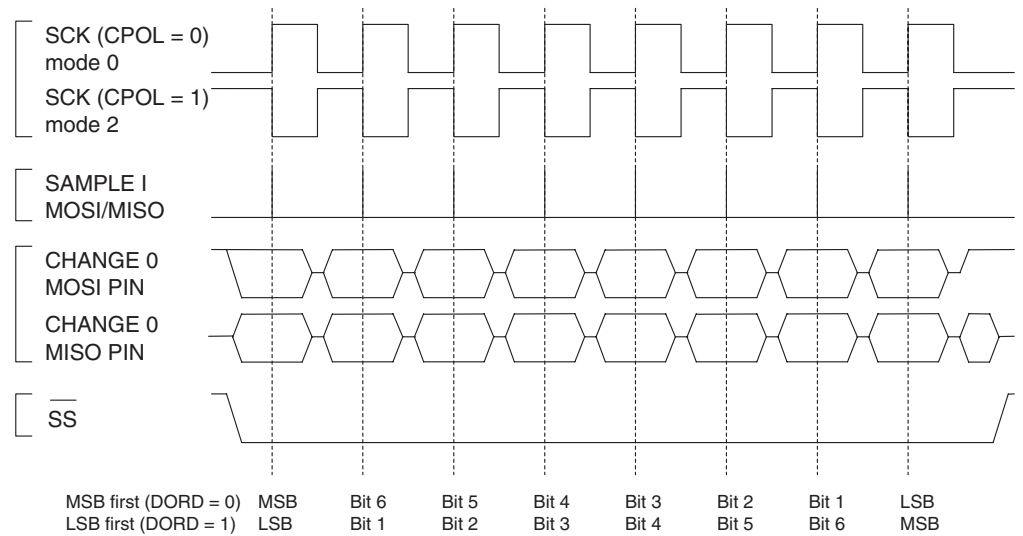 SCK (CPOL = 0)
mode 0
SCK (CPOL = 1)
mode 2
SAMPLE I
MOSI/MISO
CHANGE 0
MOSI PIN
CHANGE 0
MISO PIN
SS
MSB first (DORD = 0) MSB Bit 6 Bit 5 Bit 4 Bit 3 Bit 2 Bit 1 LSB
LSB first (DORD = 1) LSB Bit 1 Bit 2 Bit 3 Bit 4 Bit 5 Bit 6 MSB